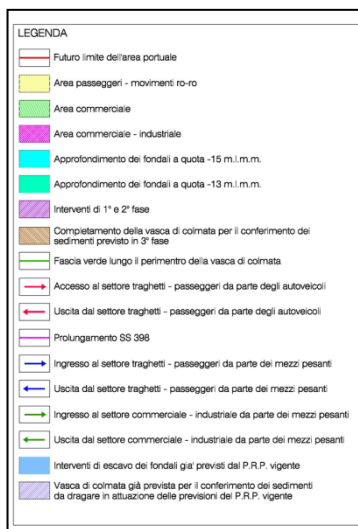 LEGENDA
Futuro limite dell'area portuale
Area passeggeri - movimenti ro-ro
Area commerciale
Area commerciale - industriale
Approfondimento dei fondali a quota -15 m.l.m.m.
Approfondimento dei fondali a quota -13 m.l.m.m.
Interventi di 1° e 2° fase
Completamento della vasca di colmata per il conferimento dei
sedimenti previsto in 3° fase
Fascia verde lungo il perimentro della vasca di colmata
Accesso al settore traghetti - passeggeri da parte degli autoveicoli
Uscita dal settore traghetti - passeggeri da parte degli autoveicoli
Prolungamento SS 398
Ingresso al settore traghetti - passeggeri da parte dei mezzi pesanti
Uscita dal settore traghetti - passeggeri da parte dei mezzi pesanti
Ingresso al settore commerciale - industriale da parte dei mezzi pesanti
Uscita dal settore commerciale - industriale da parte dei mezzi pesanti
Interventi di escavo dei fondali gia' previsti dal P.R.P. vigente
Vasca di colmata già prevista per il conferimento dei sedimenti
da dragare in attuazione delle previsioni del P.R.P. vigente